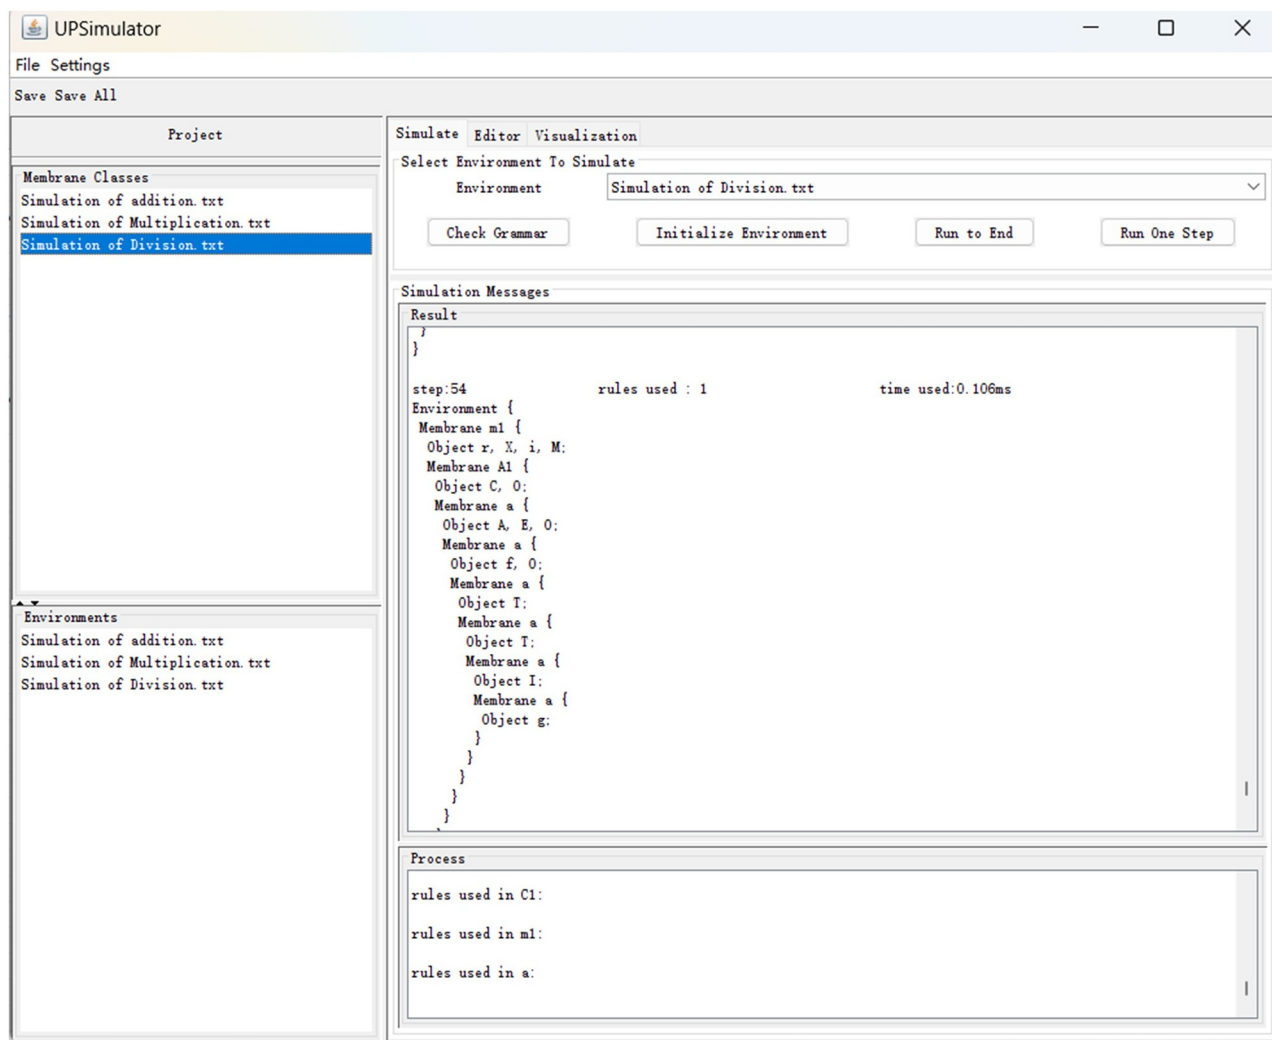 UPSimulator
File Settings
Save Save All
Project
Membrane Classes
Simulation of addition.txt
Simulation of Multiplication.txt
Simulation of Division.txt
Environments
Simulation of addition.txt
Simulation of Multiplication.txt
Simulation of Division.txt
Simulate Editor Visualization
Select Environment To Simulate
Environment Simulation of Division.txt
Check Grammar Initialize Environment Run to End Run One Step
Simulation Messages
Result
}
}
step:54 rules used : 1 time used:0.106ms
Environment {
Membrane m1 {
Object r, X, i, M;
Membrane A1 {
Object C, O;
Membrane a {
Object A, E, O;
Membrane a {
Object f, O;
Membrane a {
Object T;
Membrane a {
Object T;
Membrane a {
Object I;
Membrane a {
Object g;
}
}
}
}
}
Process
rules used in C1:
rules used in m1:
rules used in a: